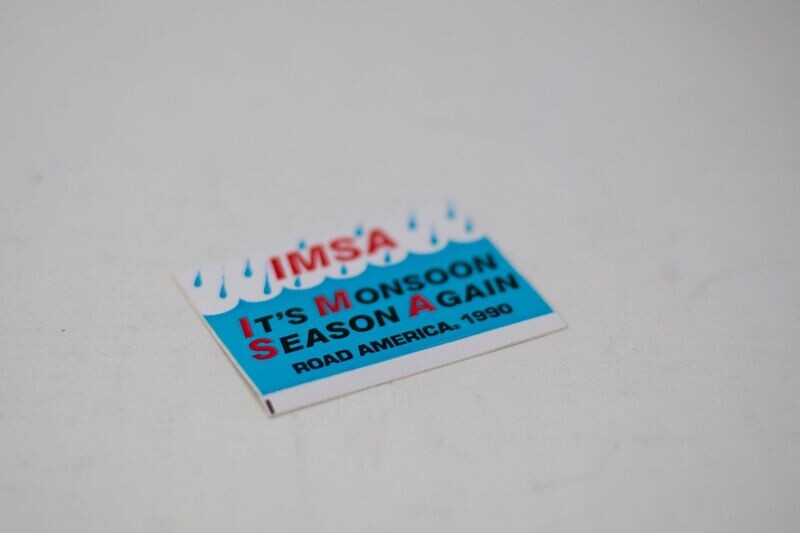 IMSA
IT'S MONSOON
SEASON AGAIN
ROAD AMERICA® 1990